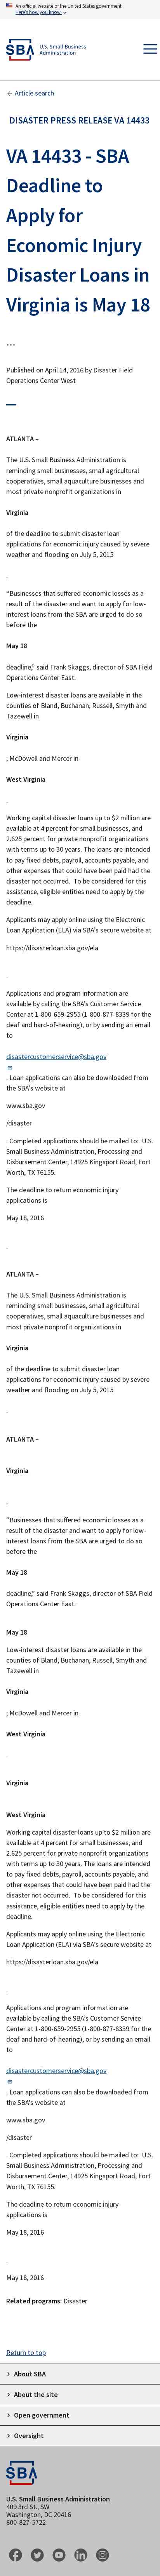 An official website of the United States government
Here's how you know
SBA
U.S. Small Business
Administration
Article search
DISASTER PRESS RELEASE VA 14433
VA 14433 - SBA
Deadline to
Apply for
Economic Injury
Disaster Loans in
Virginia is May 18
...
Published on April 14, 2016 by Disaster Field
Operations Center West
ATLANTA –
The U.S. Small Business Administration is
reminding small businesses, small agricultural
cooperatives, small aquaculture businesses and
most private nonprofit organizations in
Virginia
of the deadline to submit disaster loan
applications for economic injury caused by severe
weather and flooding on July 5, 2015
.
“Businesses that suffered economic losses as a
result of the disaster and want to apply for low-
interest loans from the SBA are urged to do so
before the
May 18
deadline,” said Frank Skaggs, director of SBA Field
Operations Center East.
Low-interest disaster loans are available in the
counties of Bland, Buchanan, Russell, Smyth and
Tazewell in
Virginia
; McDowell and Mercer in
West Virginia
.
Working capital disaster loans up to $2 million are
available at 4 percent for small businesses, and
2.625 percent for private nonprofit organizations
with terms up to 30 years. The loans are intended
to pay fixed debts, payroll, accounts payable, and
other expenses that could have been paid had the
disaster not occurred.  To be considered for this
assistance, eligible entities need to apply by the
deadline.
Applicants may apply online using the Electronic
Loan Application (ELA) via SBA’s secure website at
https://disasterloan.sba.gov/ela
.
Applications and program information are
available by calling the SBA’s Customer Service
Center at 1-800-659-2955 (1-800-877-8339 for the
deaf and hard-of-hearing), or by sending an email
to
disastercustomerservice@sba.gov
. Loan applications can also be downloaded from
the SBA’s website at
www.sba.gov
/disaster
. Completed applications should be mailed to:  U.S.
Small Business Administration, Processing and
Disbursement Center, 14925 Kingsport Road, Fort
Worth, TX 76155.
The deadline to return economic injury
applications is
May 18, 2016
.
ATLANTA –
The U.S. Small Business Administration is
reminding small businesses, small agricultural
cooperatives, small aquaculture businesses and
most private nonprofit organizations in
Virginia
of the deadline to submit disaster loan
applications for economic injury caused by severe
weather and flooding on July 5, 2015
.
ATLANTA –
Virginia
.
“Businesses that suffered economic losses as a
result of the disaster and want to apply for low-
interest loans from the SBA are urged to do so
before the
May 18
deadline,” said Frank Skaggs, director of SBA Field
Operations Center East.
May 18
Low-interest disaster loans are available in the
counties of Bland, Buchanan, Russell, Smyth and
Tazewell in
Virginia
; McDowell and Mercer in
West Virginia
.
Virginia
West Virginia
Working capital disaster loans up to $2 million are
available at 4 percent for small businesses, and
2.625 percent for private nonprofit organizations
with terms up to 30 years. The loans are intended
to pay fixed debts, payroll, accounts payable, and
other expenses that could have been paid had the
disaster not occurred.  To be considered for this
assistance, eligible entities need to apply by the
deadline.
Applicants may apply online using the Electronic
Loan Application (ELA) via SBA’s secure website at
https://disasterloan.sba.gov/ela
.
Applications and program information are
available by calling the SBA’s Customer Service
Center at 1-800-659-2955 (1-800-877-8339 for the
deaf and hard-of-hearing), or by sending an email
to
disastercustomerservice@sba.gov
. Loan applications can also be downloaded from
the SBA’s website at
www.sba.gov
/disaster
. Completed applications should be mailed to:  U.S.
Small Business Administration, Processing and
Disbursement Center, 14925 Kingsport Road, Fort
Worth, TX 76155.
The deadline to return economic injury
applications is
May 18, 2016
.
May 18, 2016
Related programs: Disaster
Return to top
About SBA
About the site
Open government
Oversight
SBA
U.S. Small Business Administration
409 3rd St., SW
Washington, DC 20416
800-827-5722